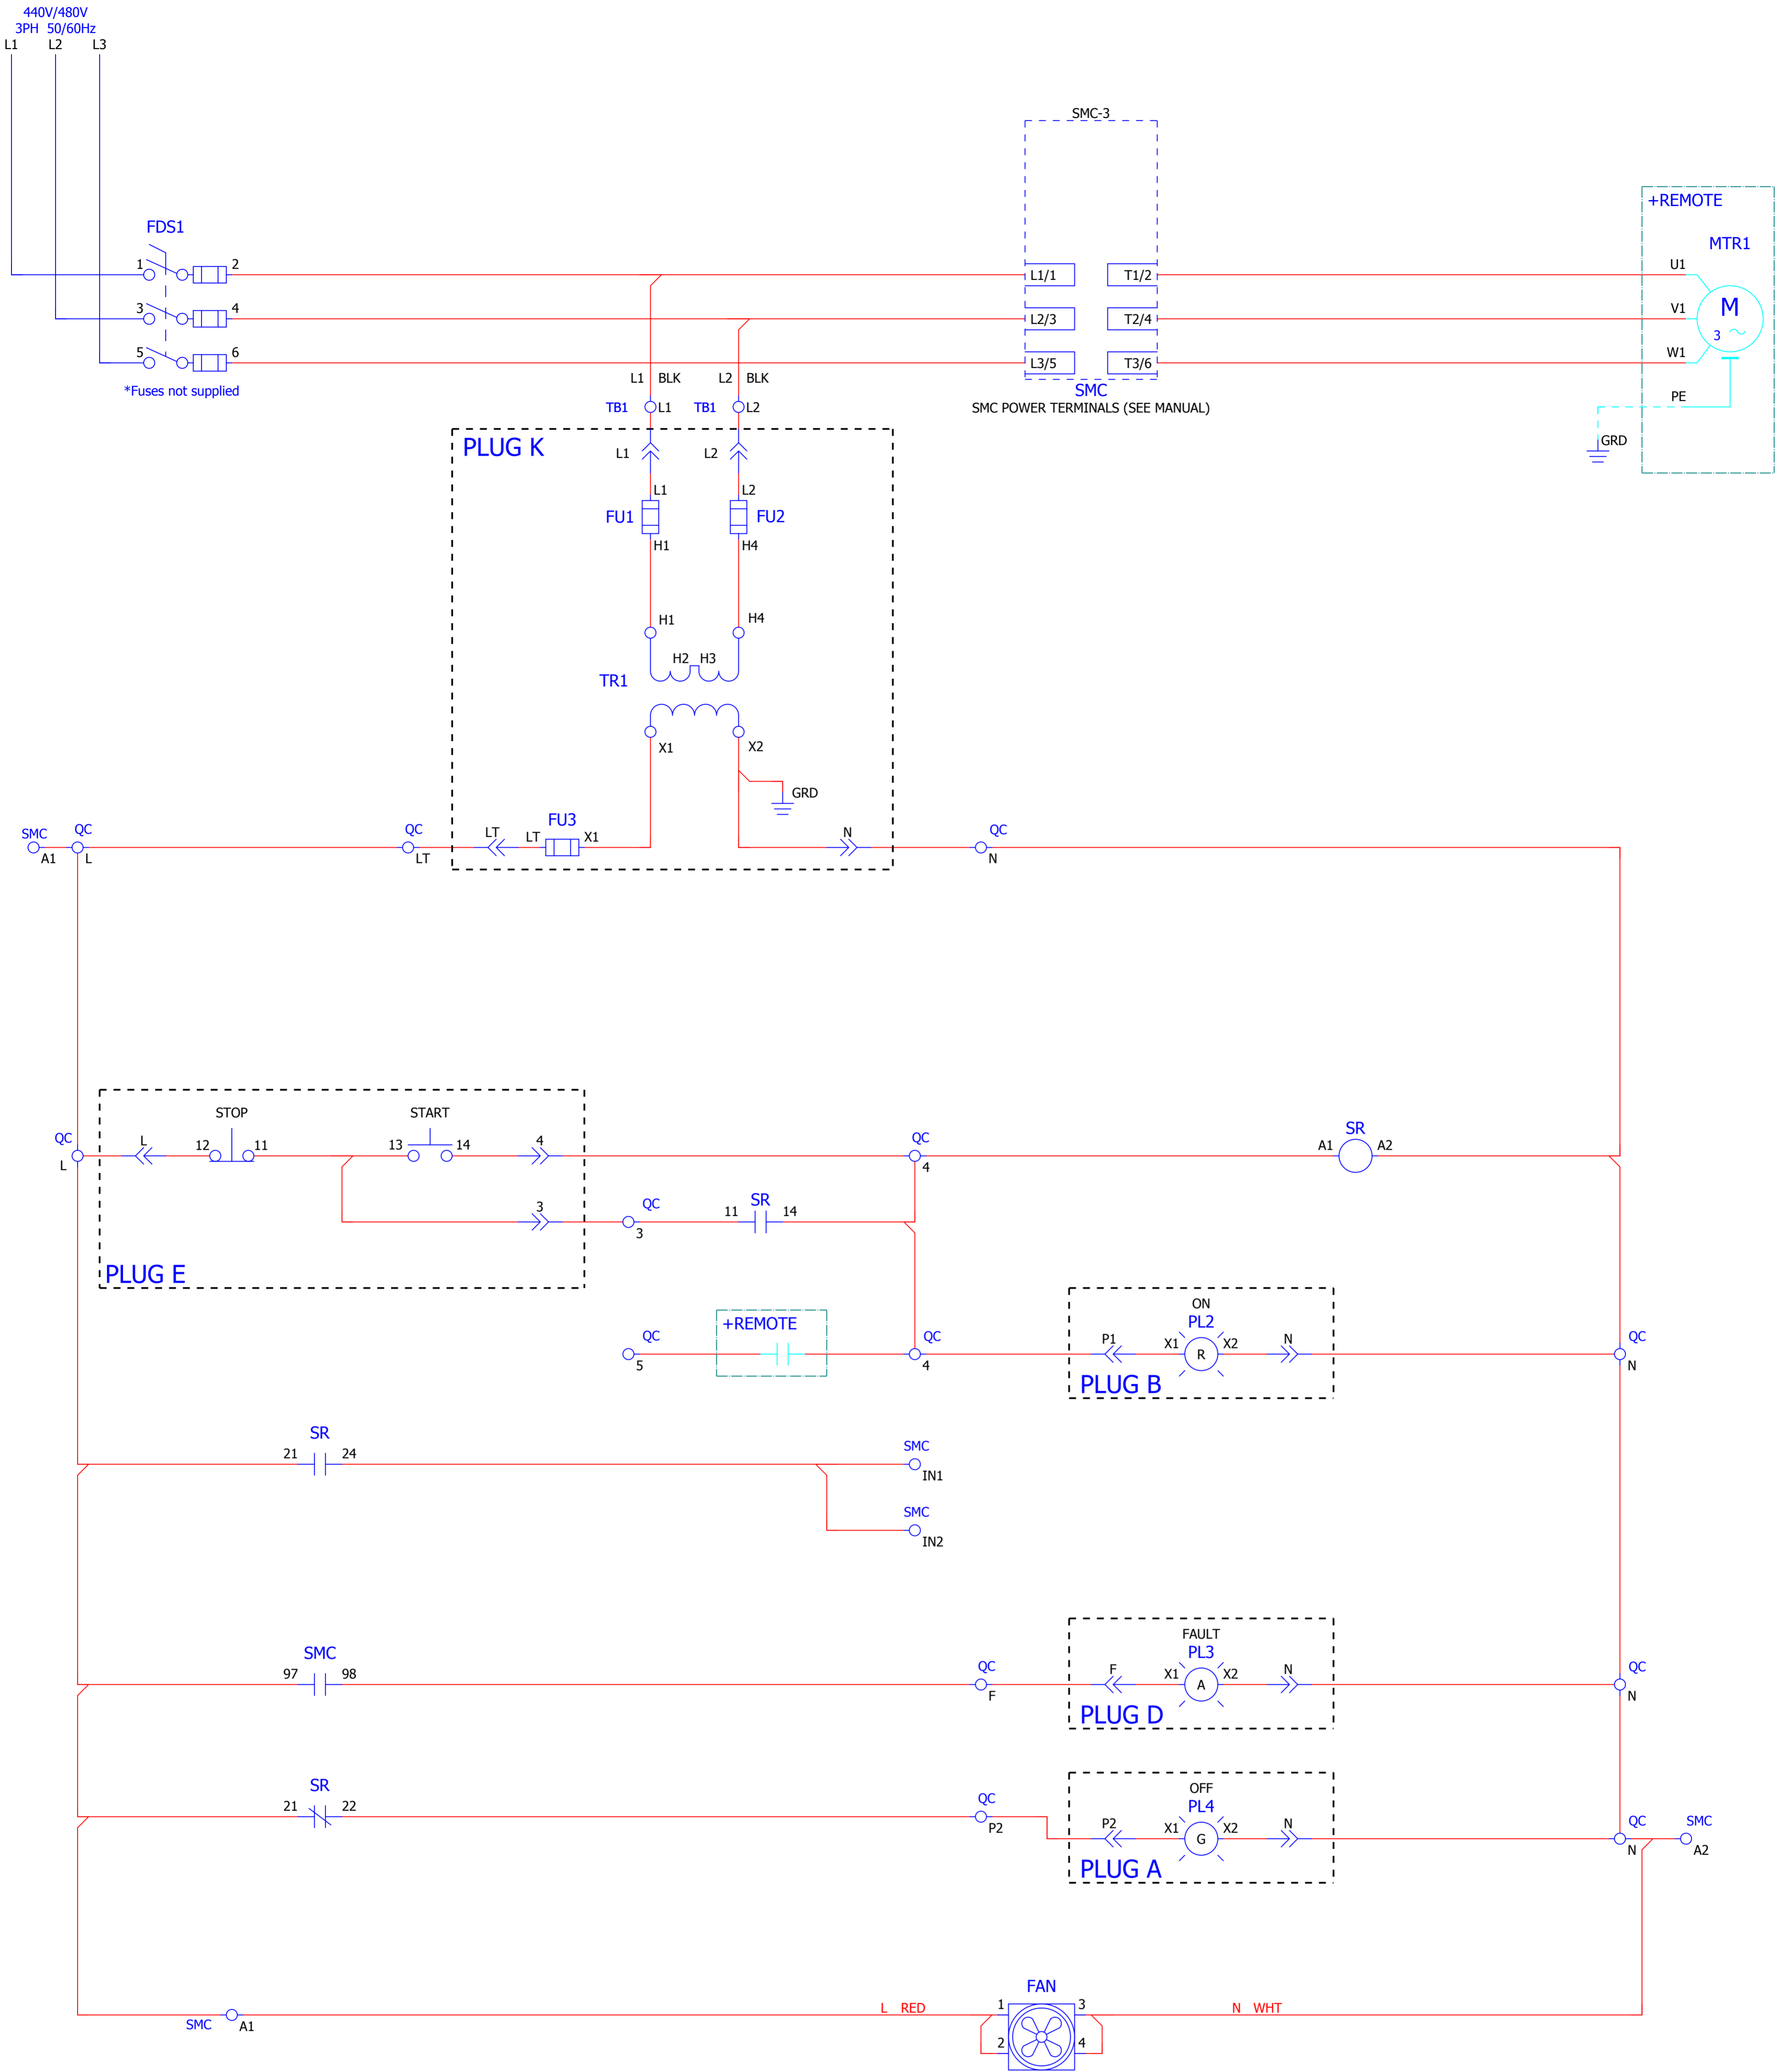 440V/480V
3PH 50/60Hz
L1 L2 L3
SMC-3
+REMOTE
MTR1
FDS1
1 2
L1/1 T1/2
U1
3 4
L2/3 T2/4
V1
M
3
5 6
L3/5 T3/6
W1
*Fuses not supplied
L1 BLK L2 BLK
SMC
SMC POWER TERMINALS (SEE MANUAL)
PE
TB1 L1 TB1 L2
GRD
PLUG K
L1 L2
L1 L2
FU1 FU2
H1 H4
H1 H4
H2 H3
TR1
X1 X2
GRD
FU3
SMC QC QC LT LT X1 N QC
A1 L LT N
STOP START
QC L 12 11 13 14 4 QC SR
A1 A2
L 4
3 QC SR
11 14
3
PLUG E
ON
+REMOTE
PL2
QC QC P1 X1 X2 N QC
R
5 4 N
PLUG B
SR
21 24
SMC
IN1
SMC
IN2
FAULT
SMC PL3
97 98 QC F X1 X2 N QC
A
F N
PLUG D
SR OFF
21 22 QC PL4
P2 P2 X1 X2 N QC SMC
G
N A2
PLUG A
FAN
L RED 1 3 N WHT
SMC A1
2 4